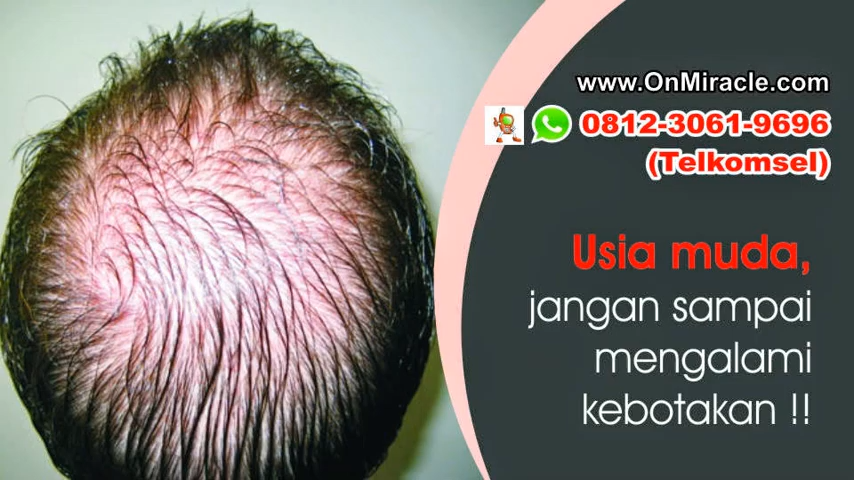 www.OnMiracle.com
0812-3061-9696
(Telkomsel)
Usia muda,
jangan sampai
mengalami
kebotakan !!